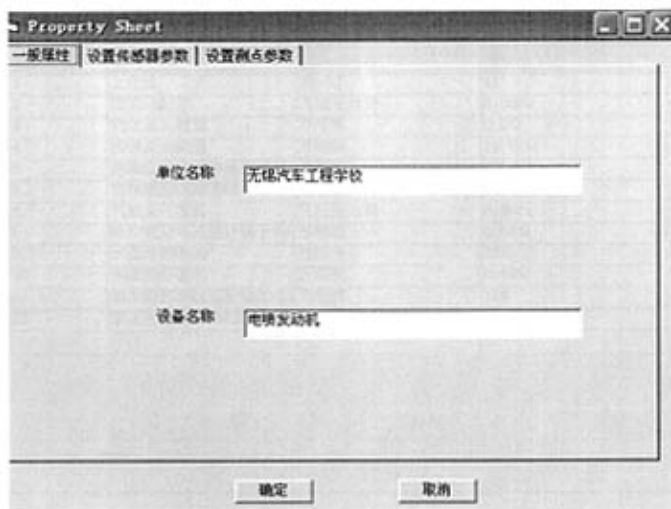 Property Sheet
一般属性 设置传感器参数 设置测点参数
单位名称 无锡汽车工程学校
设备名称 电喷发动机
确定 取消